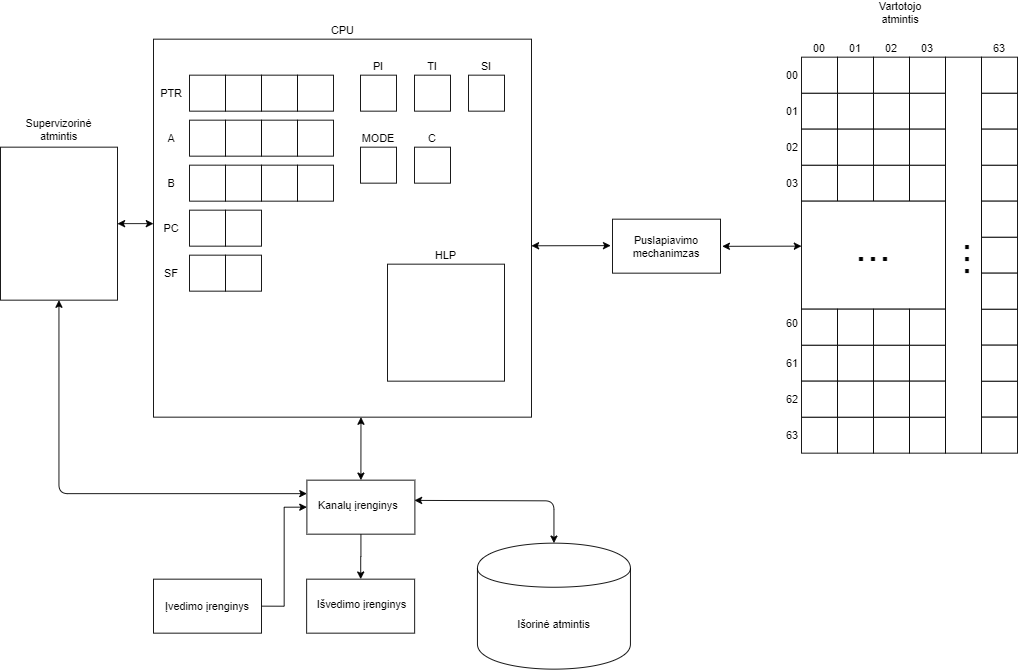 Vartotojo
atmintis
CPU
00 01 02 03 63
PI TI SI
00
PTR
01
Supervizorinė
atmintis
A
MODE C
02
B
03
PC
Puslapiavimo
mechanimzas
HLP
...
SF
60
61
62
63
Kanalų įrenginys
Įvedimo įrenginys
Išvedimo įrenginys
Išorinė atmintis